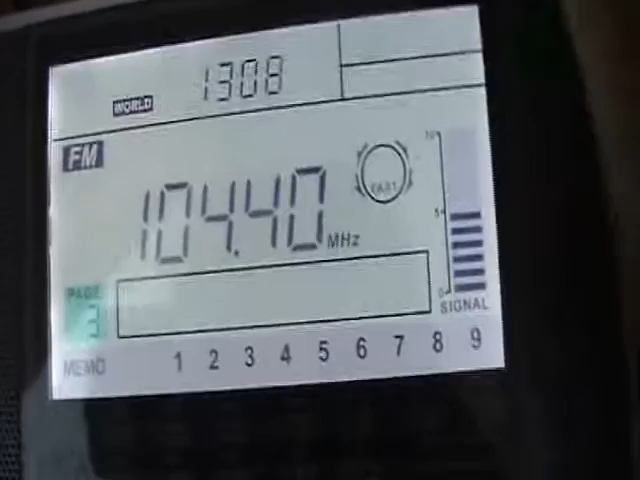 1308
WORLD
FM
FAST
104.40 MHz
10
5
0
SIGNAL
PAGE
3
MEMO 1 2 3 4 5 6 7 8 9